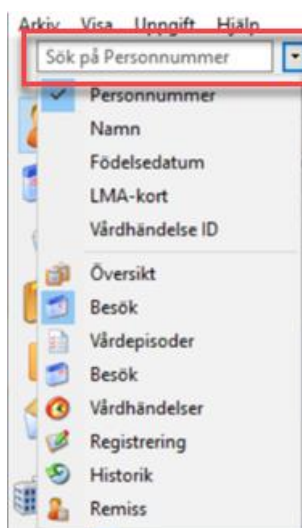 Arkiv Visa Uppgift Hjälp
Sök på Personnummer
Personnummer
Namn
Födelsedatum
LMA-kort
Vårdhändelse ID
Översikt
Besök
Vårdepisoder
Besök
Vårdhändelser
Registrering
Historik
Remiss